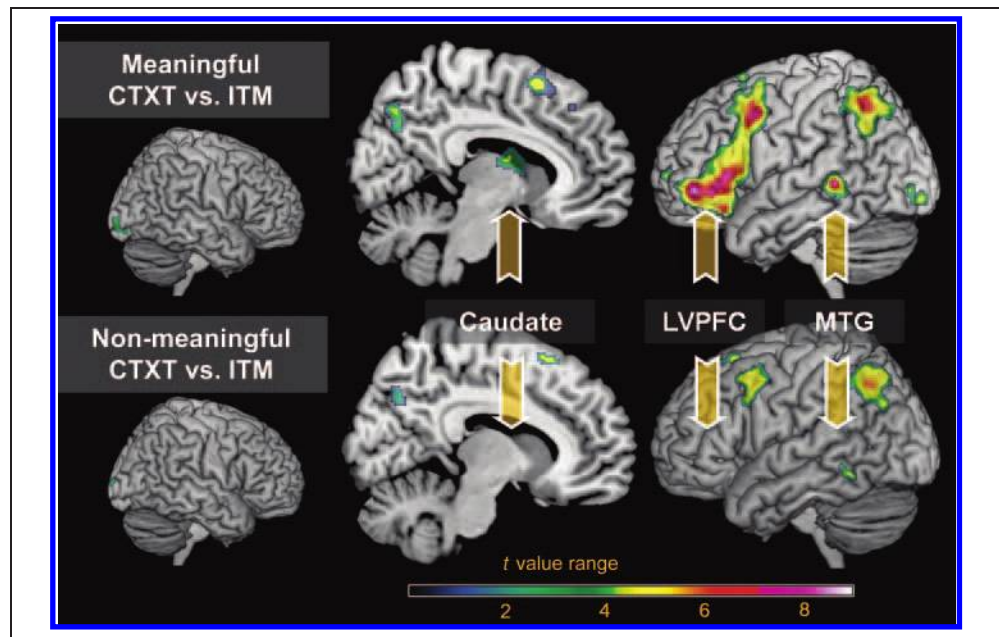 Meaningful
CTXT vs. ITM
Caudate
LVPFC
MTG
Non-meaningful
CTXT vs. ITM
t value range
2
4
6
8